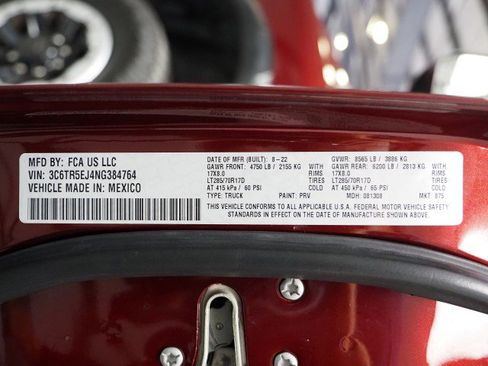 MFD BY: FCA US LLC
VIN: 3C6TR5EJ4NG384764
VEHICLE MADE IN: MEXICO
DATE OF MFR (BUILT): 8-22 GVWR: 8565 LB / 3886 KG
GAWR FRONT: 4750 LB / 2155 KG GAWR REAR: 6200 LB / 2813 KG
17X8.0 RIMS 17X8.0 RIMS
LT285/70R17D TIRES LT285/70R17D TIRES
AT 415 kPa / 60 PSI COLD AT 450 kPa / 65 PSI COLD
TYPE: TRUCK PAINT: PRV MDH: 081308 MKT: 875
THIS VEHICLE CONFORMS TO ALL APPLICABLE U.S.A. FEDERAL MOTOR VEHICLE SAFETY
STANDARDS IN EFFECT ON THE DATE OF MANUFACTURE SHOWN ABOVE.